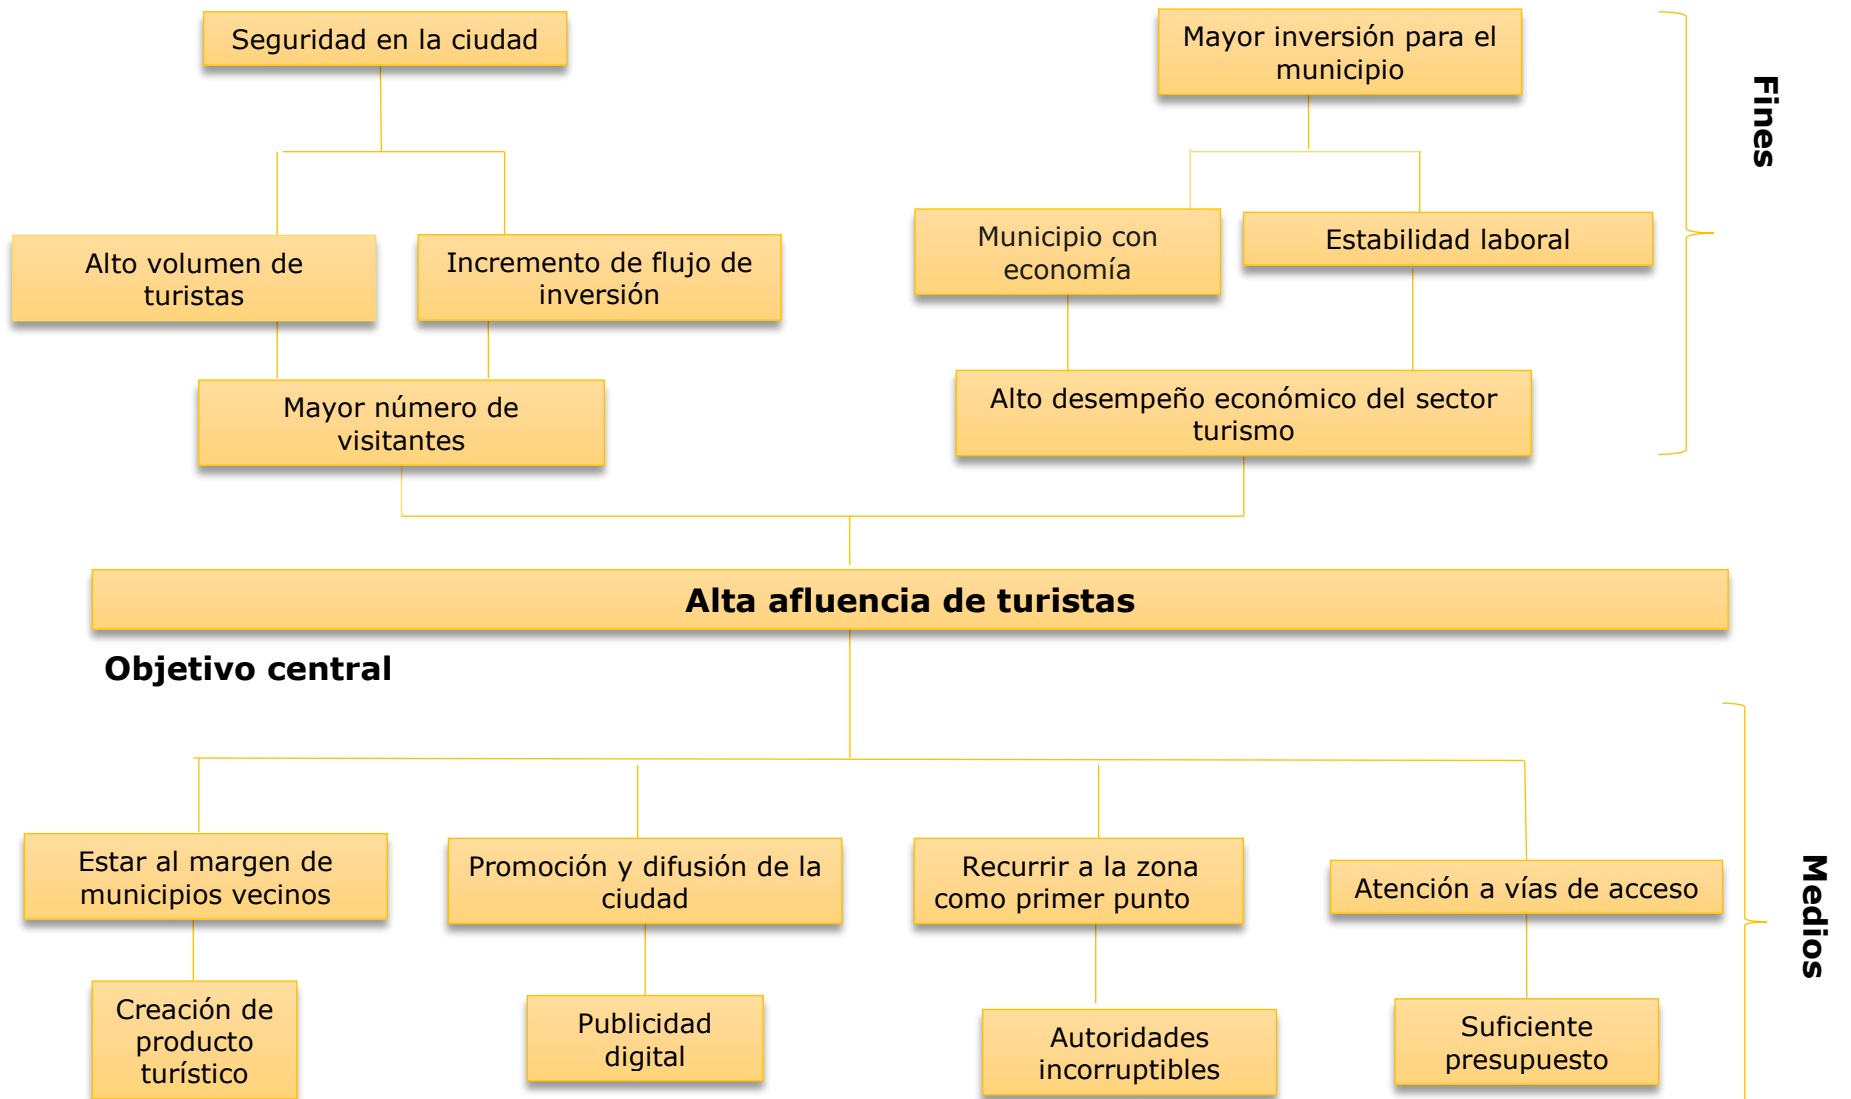 Seguridad en la ciudad
Mayor inversión para el
municipio
Fines
Alto volumen de
turistas
Incremento de flujo de
inversión
Municipio con
economía
Estabilidad laboral
Mayor número de
visitantes
Alto desempeño económico del sector
turismo
Alta afluencia de turistas
Objetivo central
Estar al margen de
municipios vecinos
Promoción y difusión de la
ciudad
Recurrir a la zona
como primer punto
Atención a vías de acceso
Medios
Creación de
producto
turístico
Publicidad
digital
Autoridades
incorruptibles
Suficiente
presupuesto